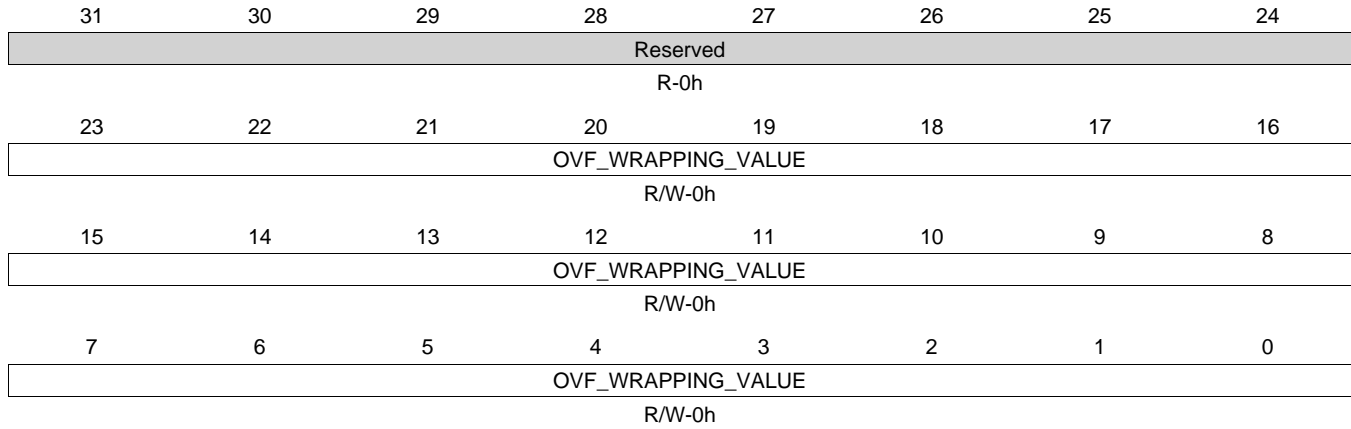 31 30 29 28 27 26 25 24
Reserved
R-0h
23 22 21 20 19 18 17 16
OVF_WRAPPING_VALUE
R/W-0h
15 14 13 12 11 10 9 8
OVF_WRAPPING_VALUE
R/W-0h
7 6 5 4 3 2 1 0
OVF_WRAPPING_VALUE
R/W-0h